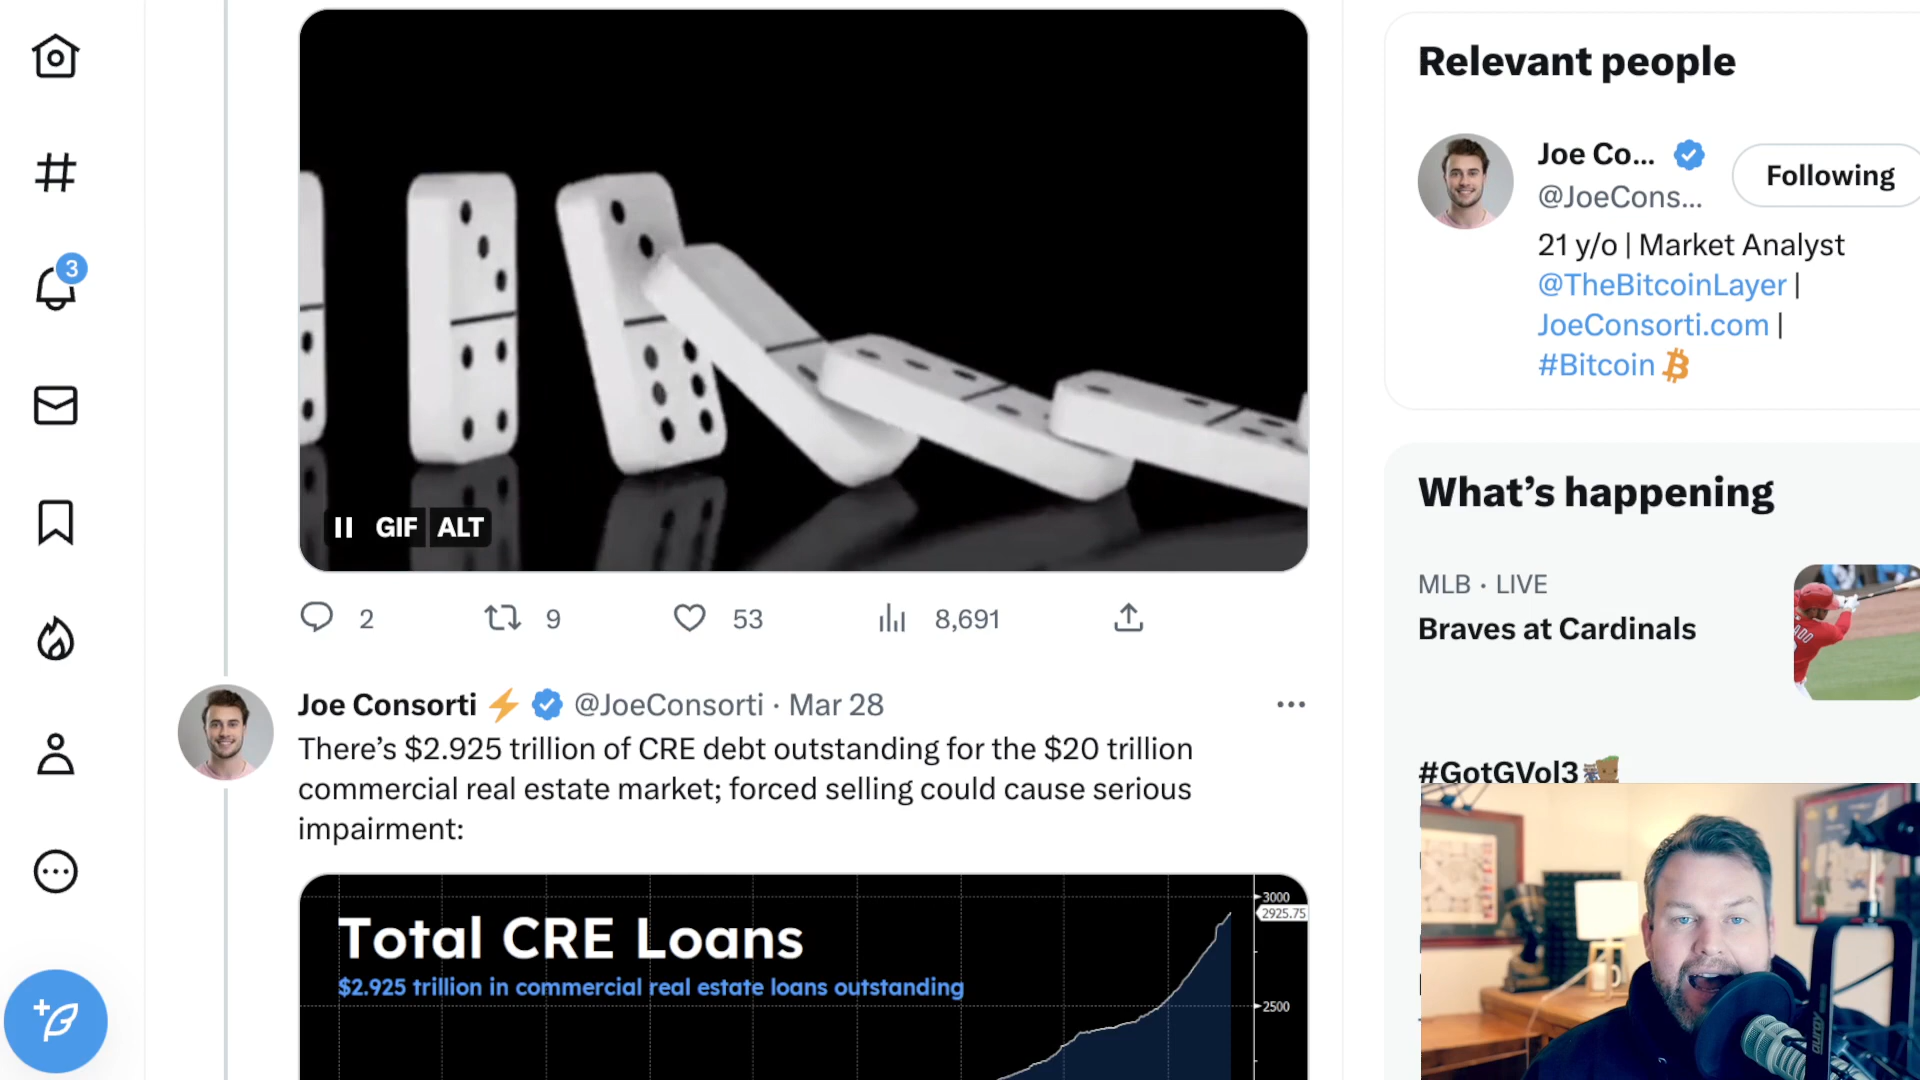 3
II GIF ALT
2 9 53 8,691
Joe Consorti ⚡ @JoeConsorti · Mar 28
There’s $2.925 trillion of CRE debt outstanding for the $20 trillion
commercial real estate market; forced selling could cause serious
impairment:
Total CRE Loans
$2.925 trillion in commercial real estate loans outstanding
3000
2925.75
2500
Relevant people
Joe Co...
@JoeCons...
Following
21 y/o | Market Analyst
@TheBitcoinLayer |
JoeConsorti.com |
#Bitcoin
What’s happening
MLB · LIVE
Braves at Cardinals
#GotGVol3